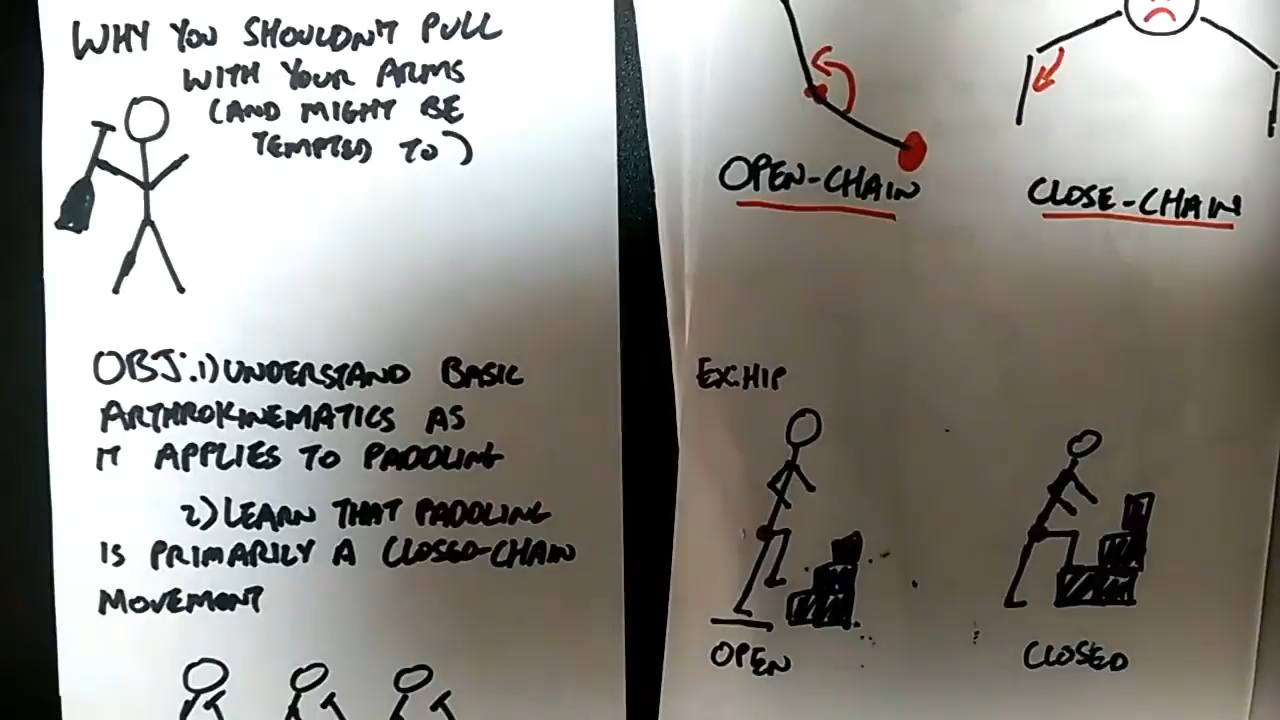 WHY YOU SHOULDN'T PULL
WITH YOUR ARMS
(AND MIGHT BE
TEMPTED TO)
OBJ: 1) UNDERSTAND BASIC
ARTHROKINEMATICS AS
IT APPLIES TO PADDLING
2) LEARN THAT PADDLING
IS PRIMARILY A CLOSED-CHAIN
MOVEMENT
OPEN-CHAIN
CLOSE-CHAIN
EX:HIP
OPEN
CLOSED